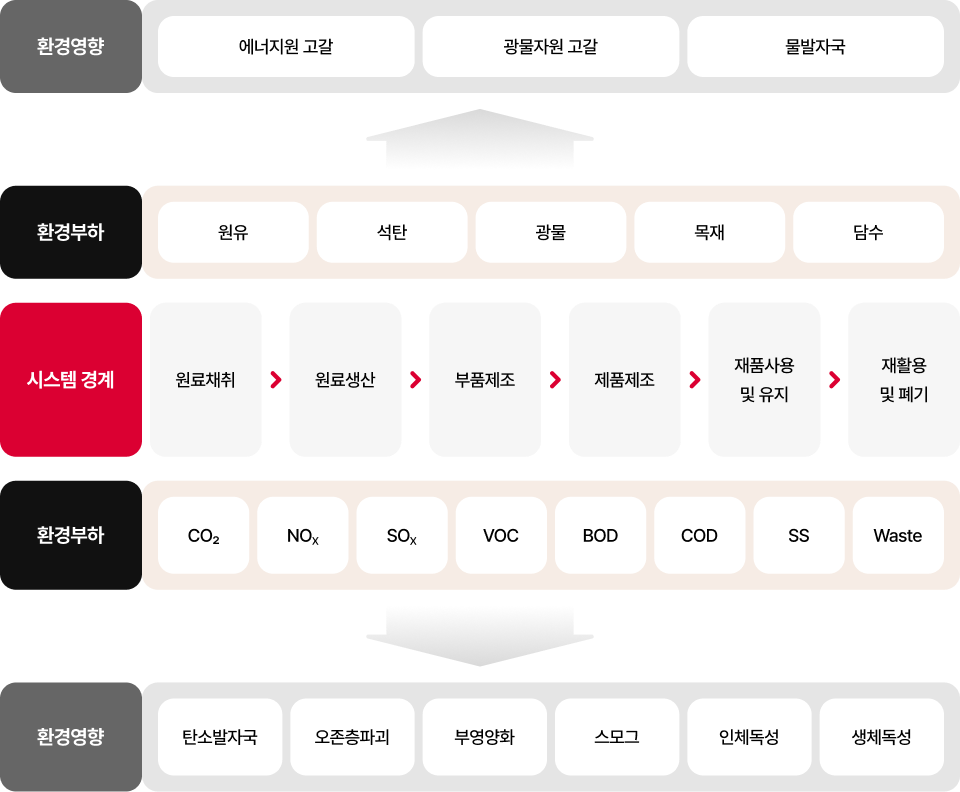 환경영향
에너지원 고갈
광물자원 고갈
물발자국
환경부하
원유
석탄
광물
목재
담수
시스템 경계
원료채취
원료생산
부품제조
제품제조
재품사용
및 유지
재활용
및 폐기
환경부하
CO₂
NOₓ
SOₓ
VOC
BOD
COD
SS
Waste
환경영향
탄소발자국
오존층파괴
부영양화
스모그
인체독성
생체독성